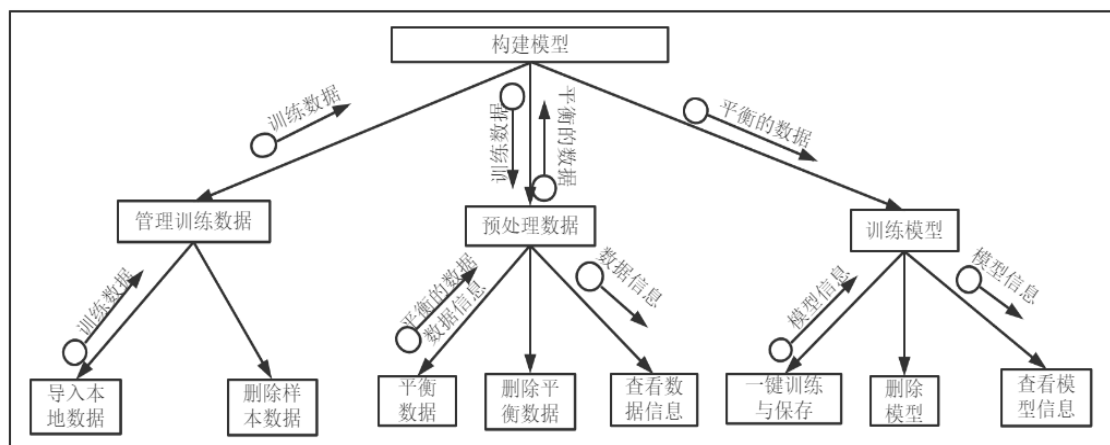 构建模型
训练数据
训练数据
平衡的数据
平衡的数据
管理训练数据
预处理数据
训练模型
训练数据
平衡的数据
数据信息
数据信息
模型信息
模型信息
导入本
地数据
删除样
本数据
平衡
数据
删除平
衡数据
查看数
据信息
一键训练
与保存
删除
模型
查看模
型信息